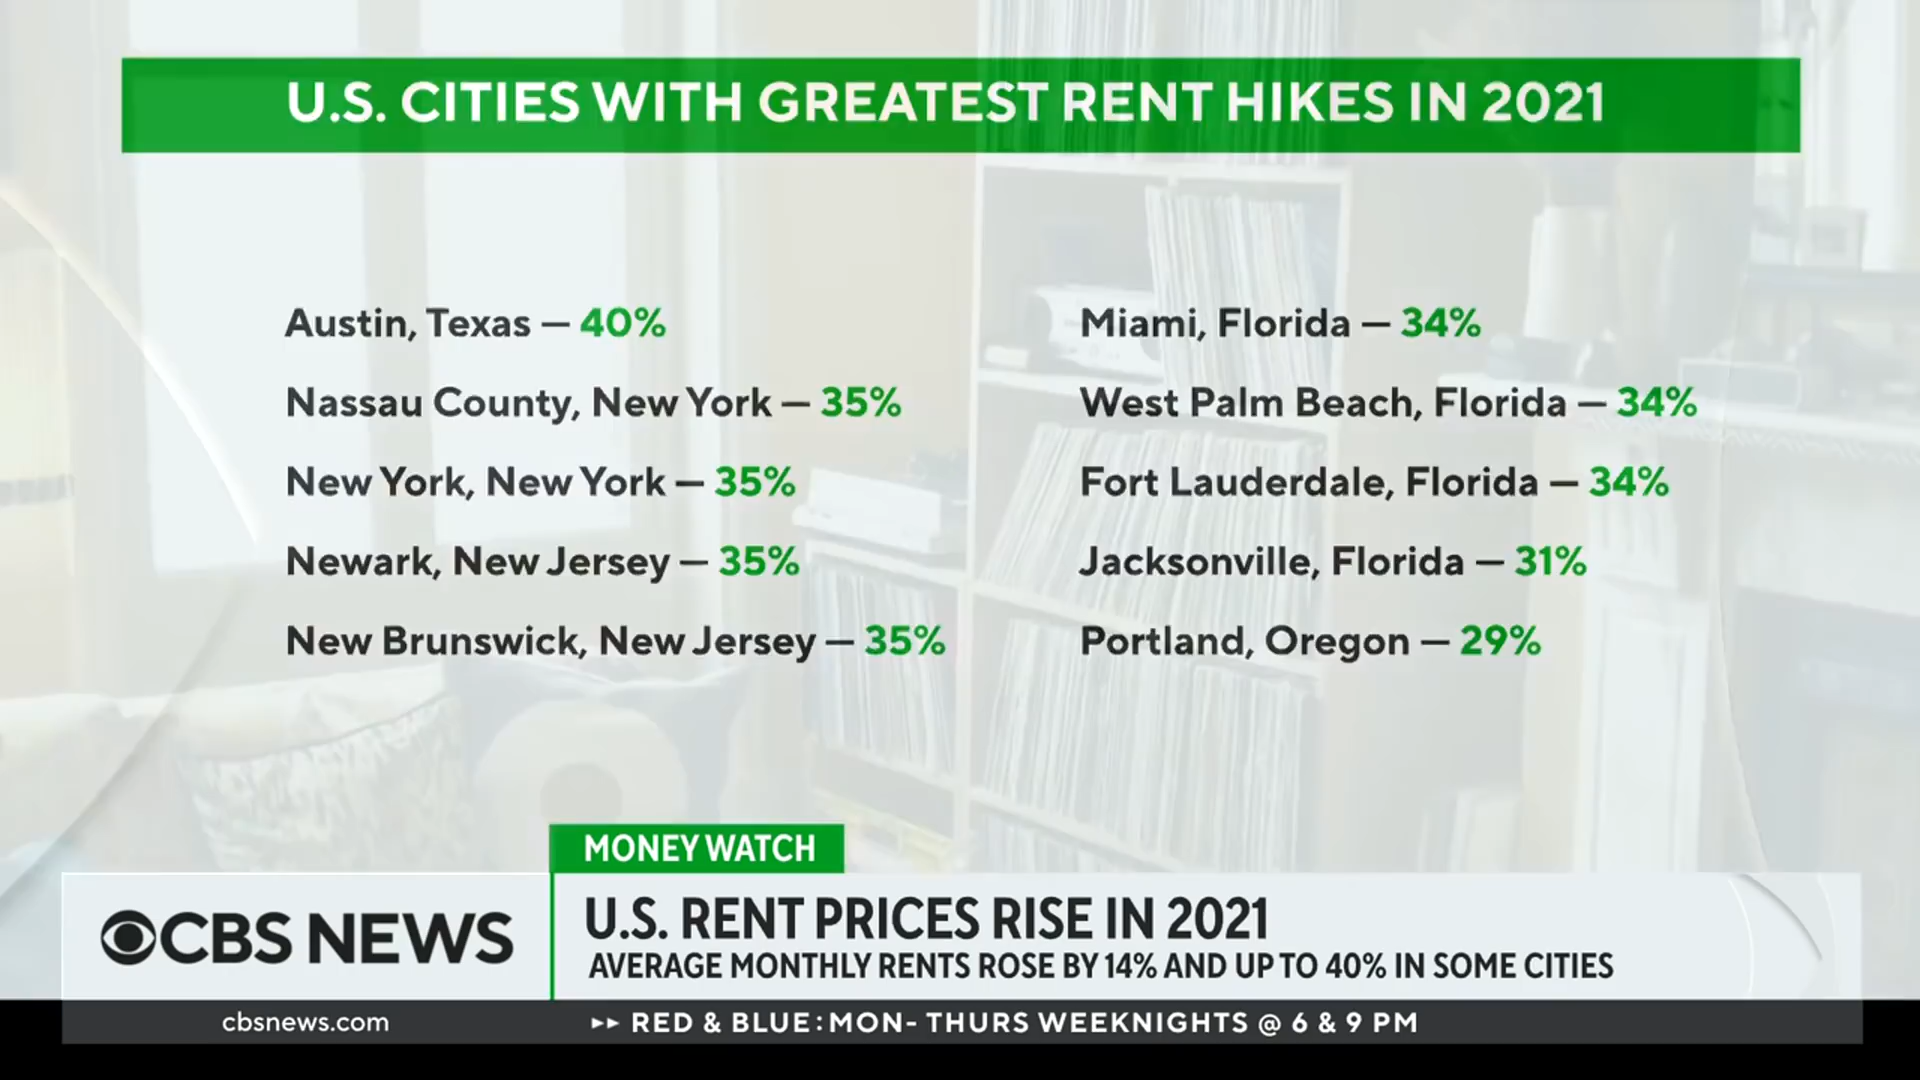 U.S. CITIES WITH GREATEST RENT HIKES IN 2021
Austin, Texas — 40%
Nassau County, New York — 35%
New York, New York — 35%
Newark, New Jersey — 35%
New Brunswick, New Jersey — 35%
Miami, Florida — 34%
West Palm Beach, Florida — 34%
Fort Lauderdale, Florida — 34%
Jacksonville, Florida — 31%
Portland, Oregon — 29%
MONEY WATCH
CBS NEWS
U.S. RENT PRICES RISE IN 2021
AVERAGE MONTHLY RENTS ROSE BY 14% AND UP TO 40% IN SOME CITIES
cbsnews.com
RED & BLUE: MON- THURS WEEKNIGHTS @ 6 & 9 PM